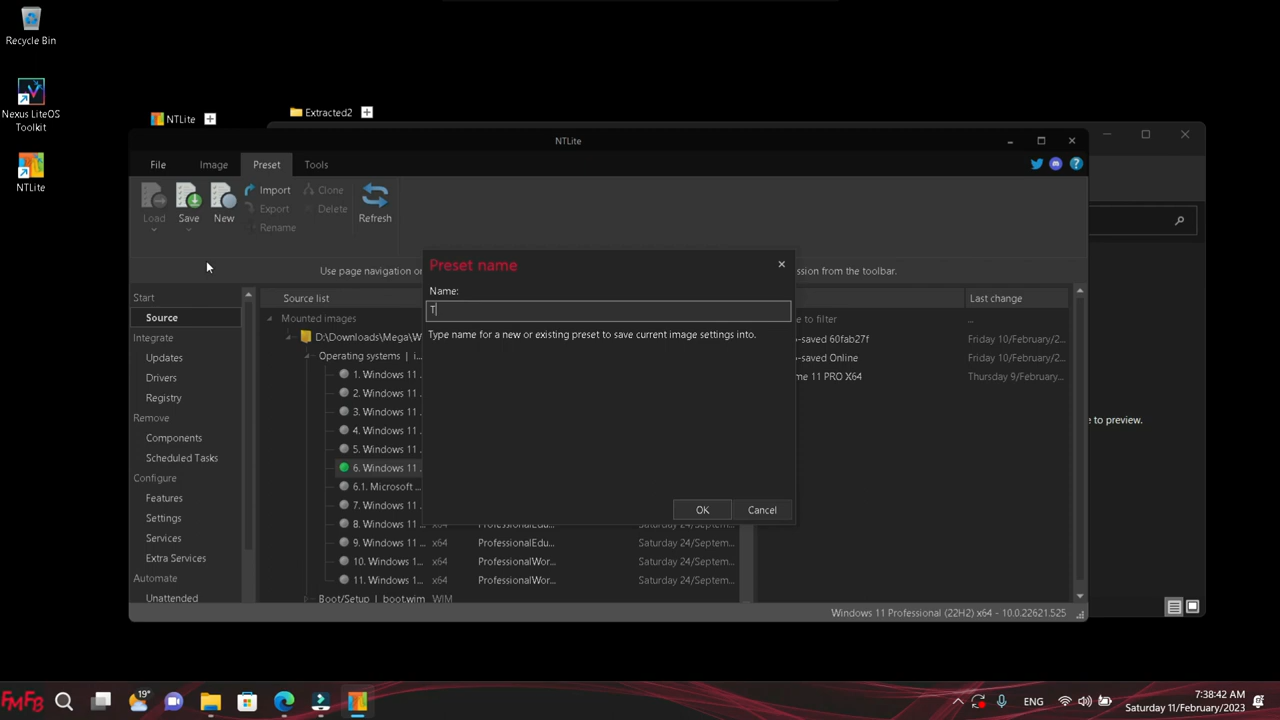 Recycle Bin
Nexus LiteOS
Toolkit
NTLite
NTLite
Extracted2
NTLite
File Image Preset Tools
Load Save New Import Export Rename Clone Delete Refresh
Use page navigation or
ssion from the toolbar.
Preset name
Name:
T
Type name for a new or existing preset to save current image settings into.
OK Cancel
Start
Source
Integrate
Updates
Drivers
Registry
Remove
Components
Scheduled Tasks
Configure
Features
Settings
Services
Extra Services
Automate
Unattended
Source list
Mounted images
D:\Downloads\Mega\W
Operating systems | i...
1. Windows 11 .
2. Windows 11 .
3. Windows 11 .
4. Windows 11 .
5. Windows 11 .
6. Windows 11 .
6.1. Microsoft ...
7. Windows 11 .
8. Windows 11 ... x64 ProfessionalEdu... Saturday 24/Septem...
9. Windows 11 ... x64 ProfessionalEdu... Saturday 24/Septem...
10. Windows 1... x64 ProfessionalWor... Saturday 24/Septem...
11. Windows 1... x64 ProfessionalWor... Saturday 24/Septem...
Boot/Setup | boot.wim WIM
Last change
e to filter ..
-saved 60fab27f Friday 10/February/2...
-saved Online Friday 10/February/2...
me 11 PRO X64 Thursday 9/February...
e to preview.
Windows 11 Professional (22H2) x64 - 10.0.22621.525
FMFB
19°
ENG
7:38:42 AM
Saturday 11/February/2023